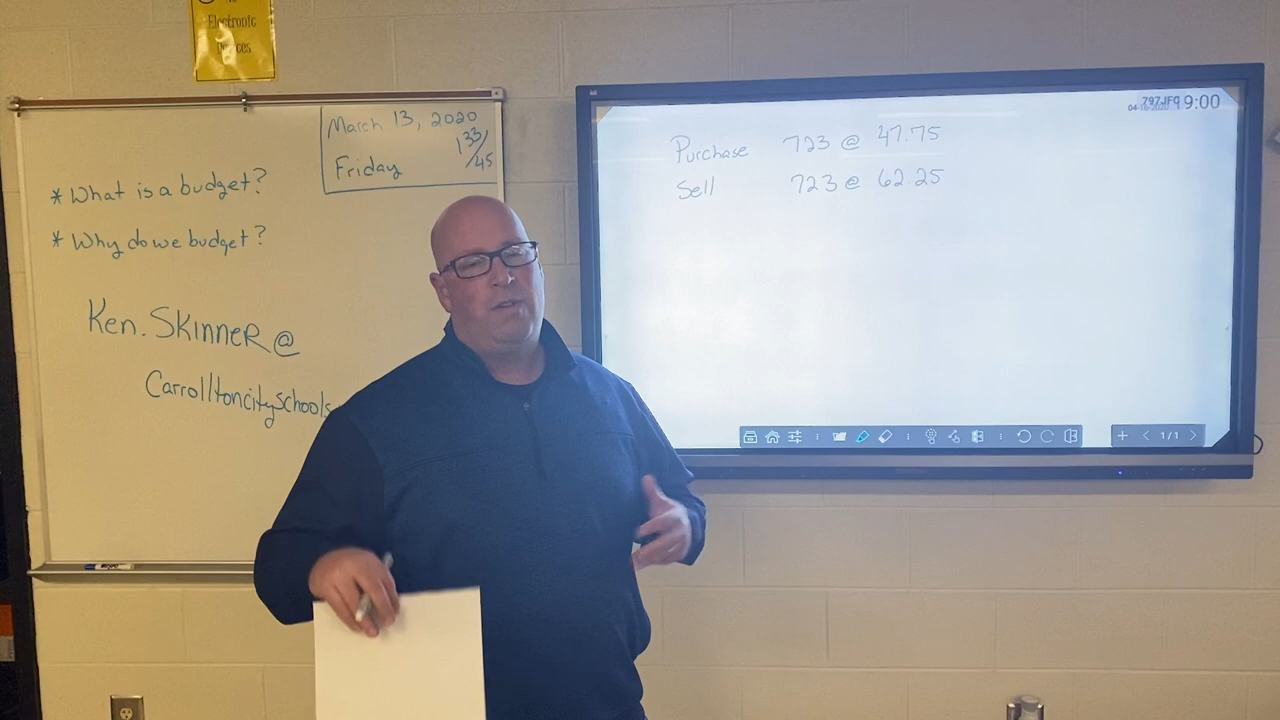 Electronic
Devices
March 13, 2020
133/45
Friday
* What is a budget?
* Why do we budget?
Ken.Skinner@
Carrolltoncityschools
797JFQ 9:00
Purchase 723 @ 47.75
Sell 723 @ 62 25
1/1